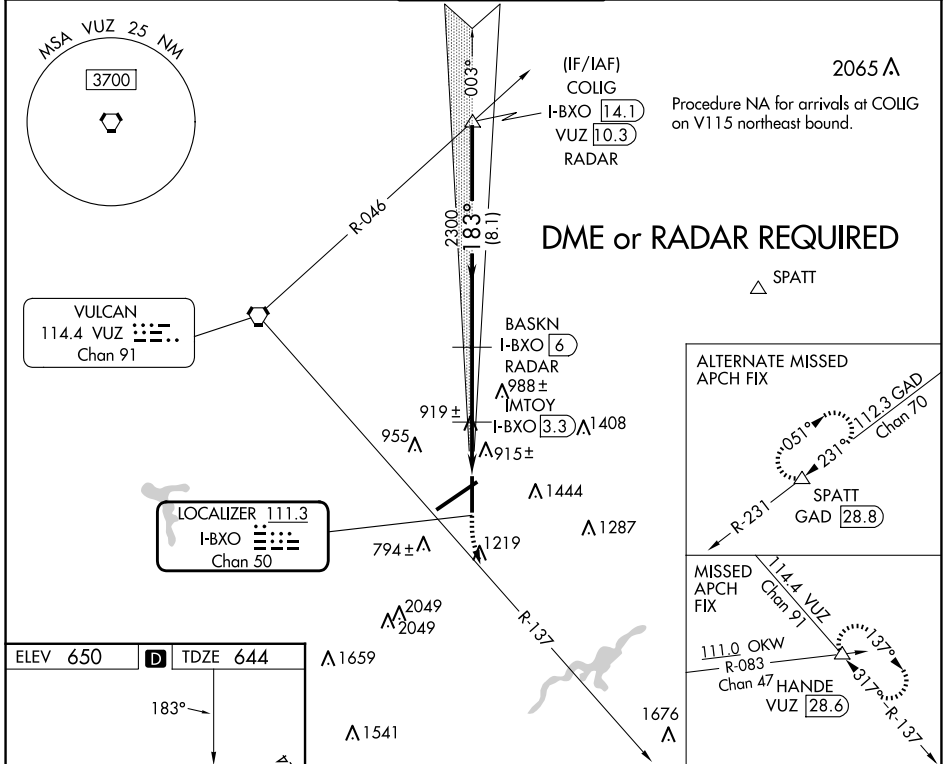 MSA VUZ 25 NM
3700
003°
(IF/IAF)
COLIG
I-BXO 14.1
VUZ 10.3
RADAR
2065
Procedure NA for arrivals at COLIG
on V115 northeast bound.
R-046
2300
183°
(8.1)
DME or RADAR REQUIRED
SPATT
VULCAN
114.4 VUZ
Chan 91
BASKN
I-BXO 6
RADAR
988±
IMTOY
I-BXO 3.3
919±
1408
955
915±
1444
LOCALIZER 111.3
I-BXO
Chan 50
1287
794±
1219
2049
2049
R-137
1659
1541
1676
ALTERNATE MISSED
APCH FIX
112.3 GAD
Chan 70
051°
231°
SPATT
GAD 28.8
R-231
MISSED
APCH
FIX
114.4 VUZ
Chan 91
111.0 OKW
R-083
Chan 47
HANDE
VUZ 28.6
137°
317°
R-137
ELEV 650 D TDZE 644
183°